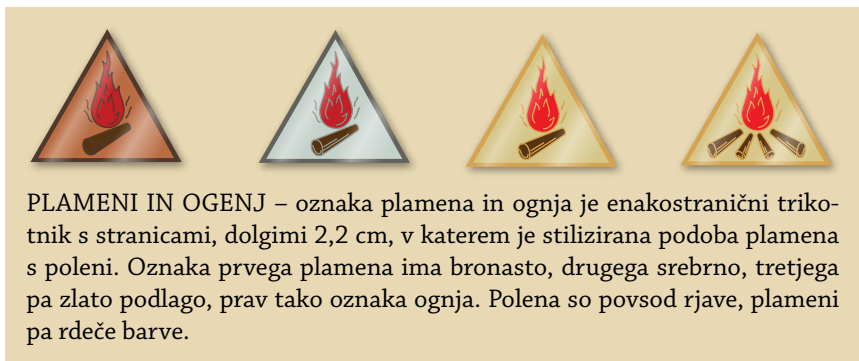 PLAMENI IN OGENJ – oznaka plamena in ognja je enakostranični triko-
tnik s stranicami, dolgimi 2,2 cm, v katerem je stilizirana podoba plamena
s poleni. Oznaka prvega plamena ima bronasto, drugega srebrno, tretjega
pa zlato podlago, prav tako oznaka ognja. Polena so povsod rjave, plameni
pa rdeče barve.